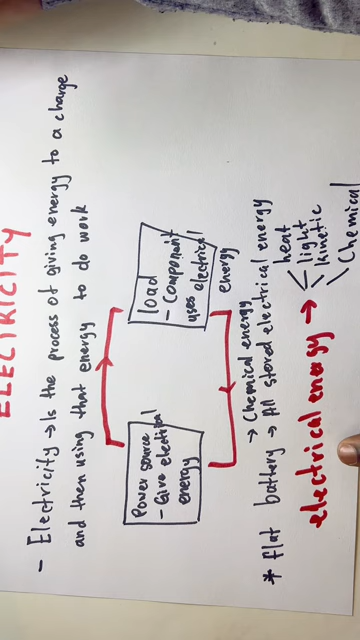 ELECTRICITY
- Electricity → Is the process of giving energy to a charge
and then using that energy to do work
Power source
- Give electrical
energy
load
- Component
uses electrical
energy
→ Chemical energy
* flat battery → All stored electrical energy
electrical energy →
heat
light
kinetic
Chemical